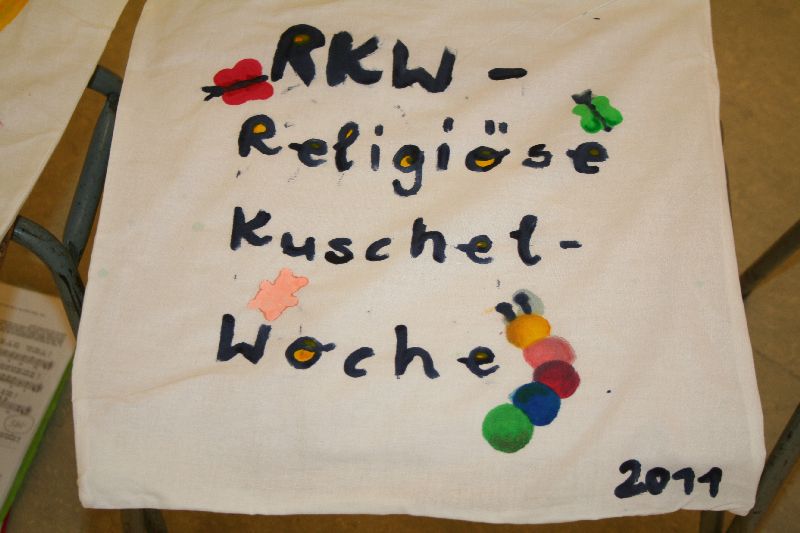 RKW -
Religiöse
Kuschel-
Woche
2011